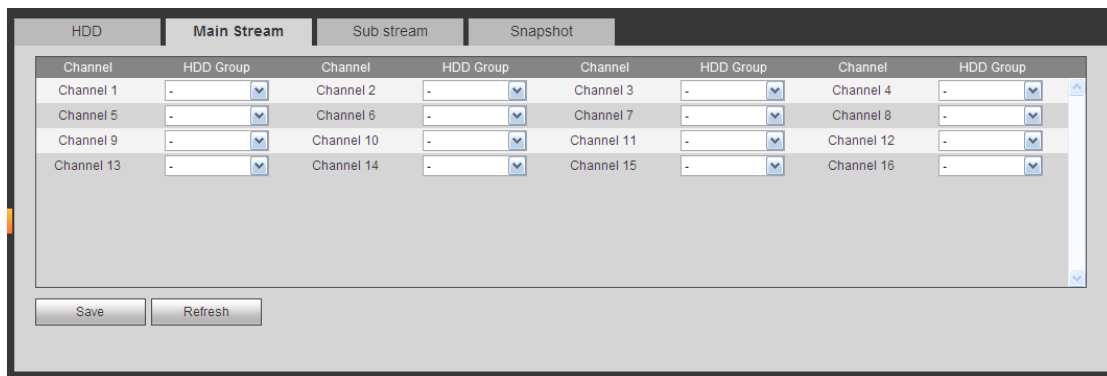 HDD Main Stream Sub stream Snapshot
Channel HDD Group Channel HDD Group Channel HDD Group Channel HDD Group
Channel 1 - Channel 2 - Channel 3 - Channel 4 -
Channel 5 - Channel 6 - Channel 7 - Channel 8 -
Channel 9 - Channel 10 - Channel 11 - Channel 12 -
Channel 13 - Channel 14 - Channel 15 - Channel 16 -
Save Refresh